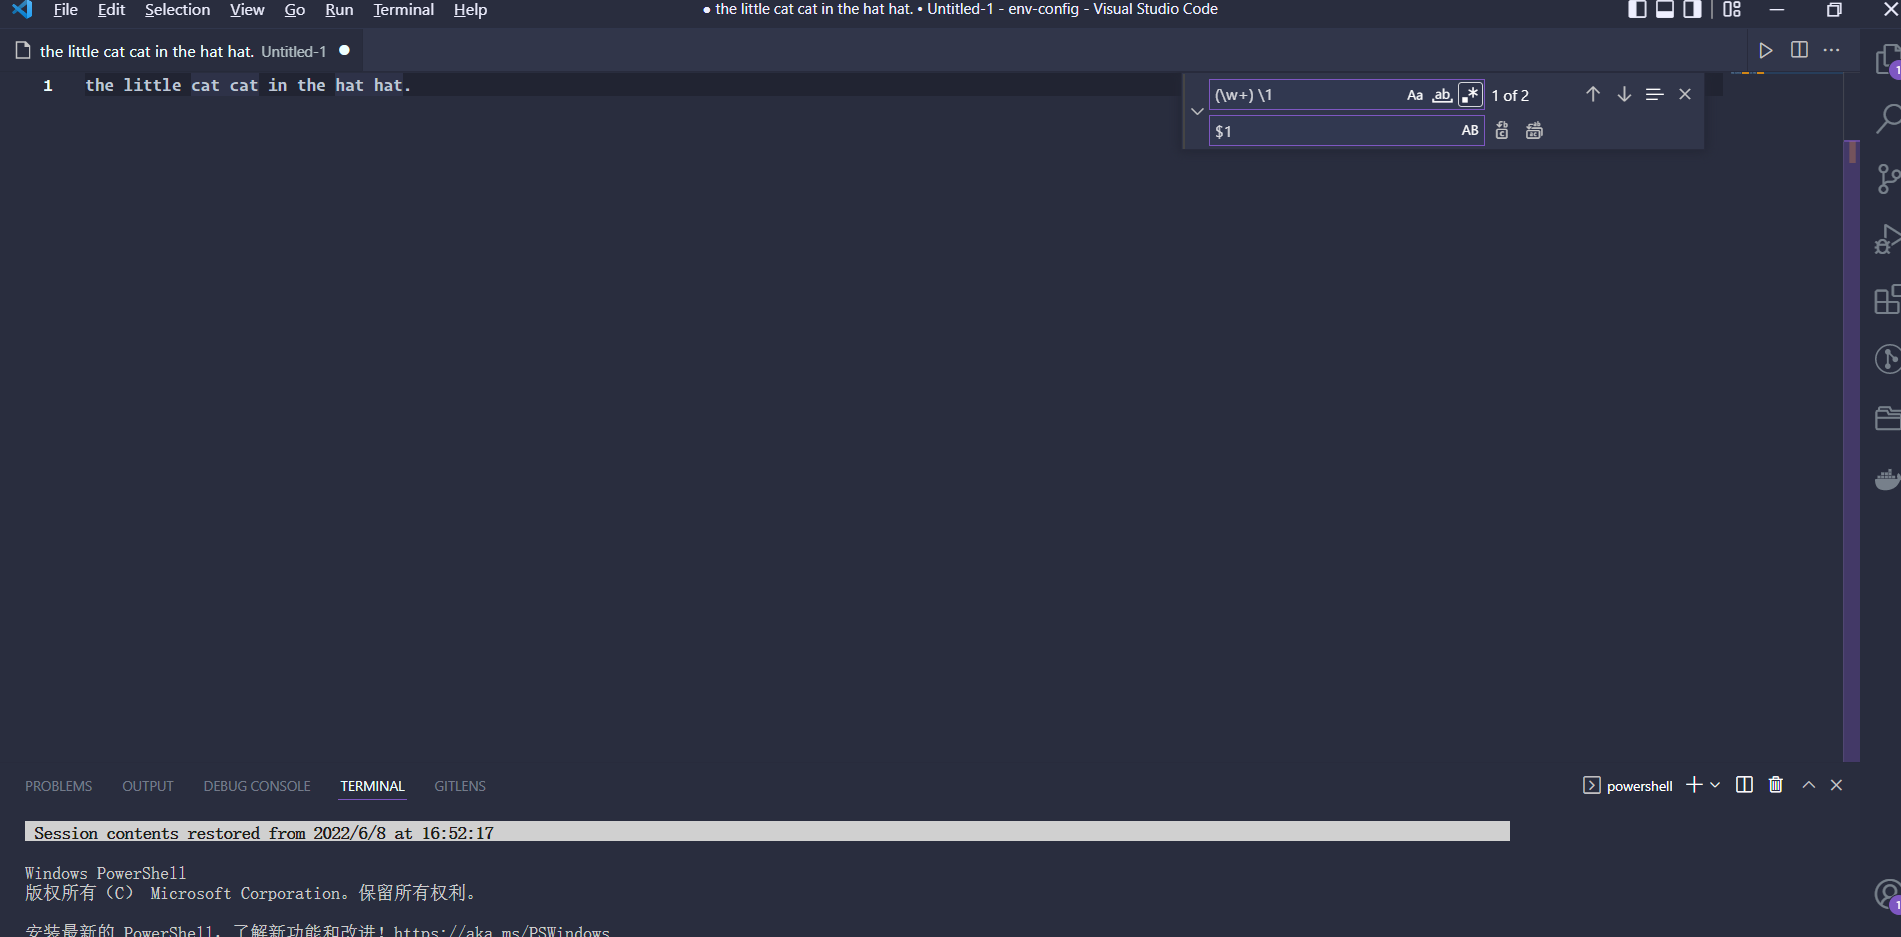 File Edit Selection View Go Run Terminal Help ● the little cat cat in the hat hat. • Untitled-1 - env-config - Visual Studio Code
the little cat cat in the hat hat. Untitled-1
1 the little cat cat in the hat hat.
(\w+) \1 Aa ab .* 1 of 2
$1 AB
1
PROBLEMS OUTPUT DEBUG CONSOLE TERMINAL GITLENS powershell
Session contents restored from 2022/6/8 at 16:52:17
Windows PowerShell
版权所有（C） Microsoft Corporation。保留所有权利。
安装最新的 PowerShell，了解新功能和改进！https://aka.ms/PSWindows
1